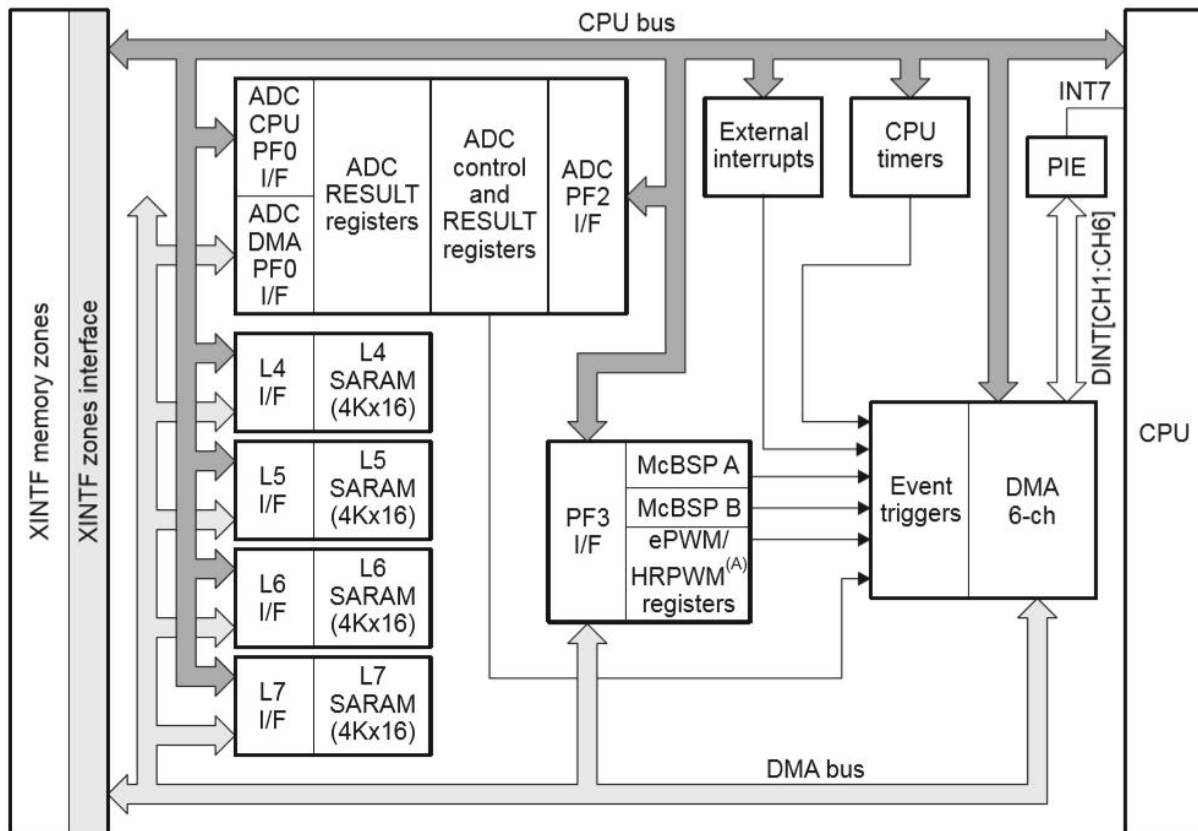 CPU bus
XINTF memory zones
XINTF zones interface
ADC
CPU
PF0
I/F
ADC
DMA
PF0
I/F
ADC
RESULT
registers
ADC
control
and
RESULT
registers
ADC
PF2
I/F
External
interrupts
CPU
timers
INT7
PIE
DINT[CH1:CH6]
CPU
L4
I/F
L4
SARAM
(4Kx16)
L5
I/F
L5
SARAM
(4Kx16)
L6
I/F
L6
SARAM
(4Kx16)
L7
I/F
L7
SARAM
(4Kx16)
PF3
I/F
McBSP A
McBSP B
ePWM/
HRPWM(A)
registers
Event
triggers
DMA
6-ch
DMA bus